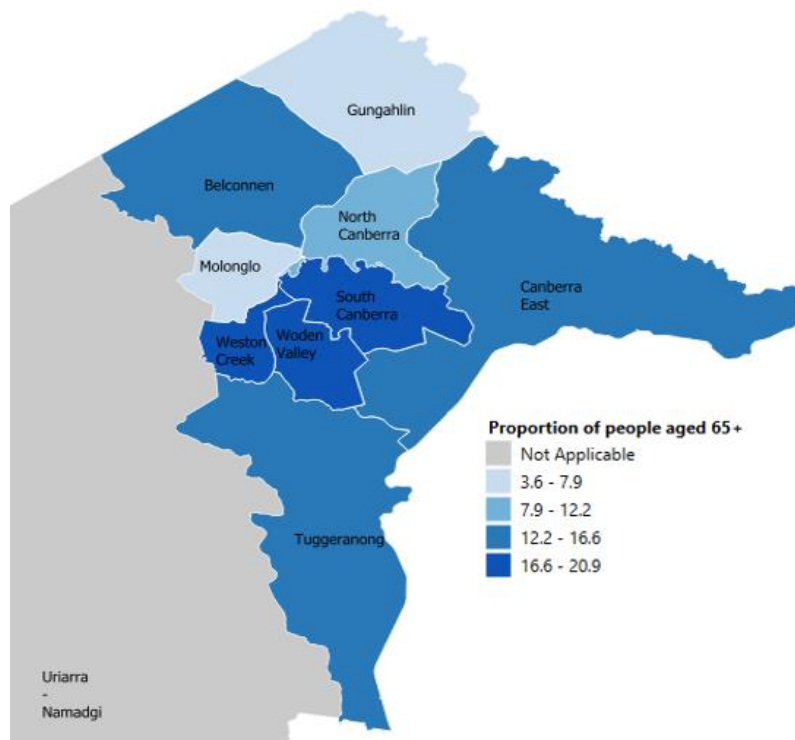 Gungahlin
Belconnen
North
Canberra
Molonglo
Canberra
East
South
Canberra
Weston
Creek
Woden
Valley
Proportion of people aged 65+
Not Applicable
3.6 - 7.9
7.9 - 12.2
12.2 - 16.6
16.6 - 20.9
Tuggeranong
Uriarra
-
Namadgi